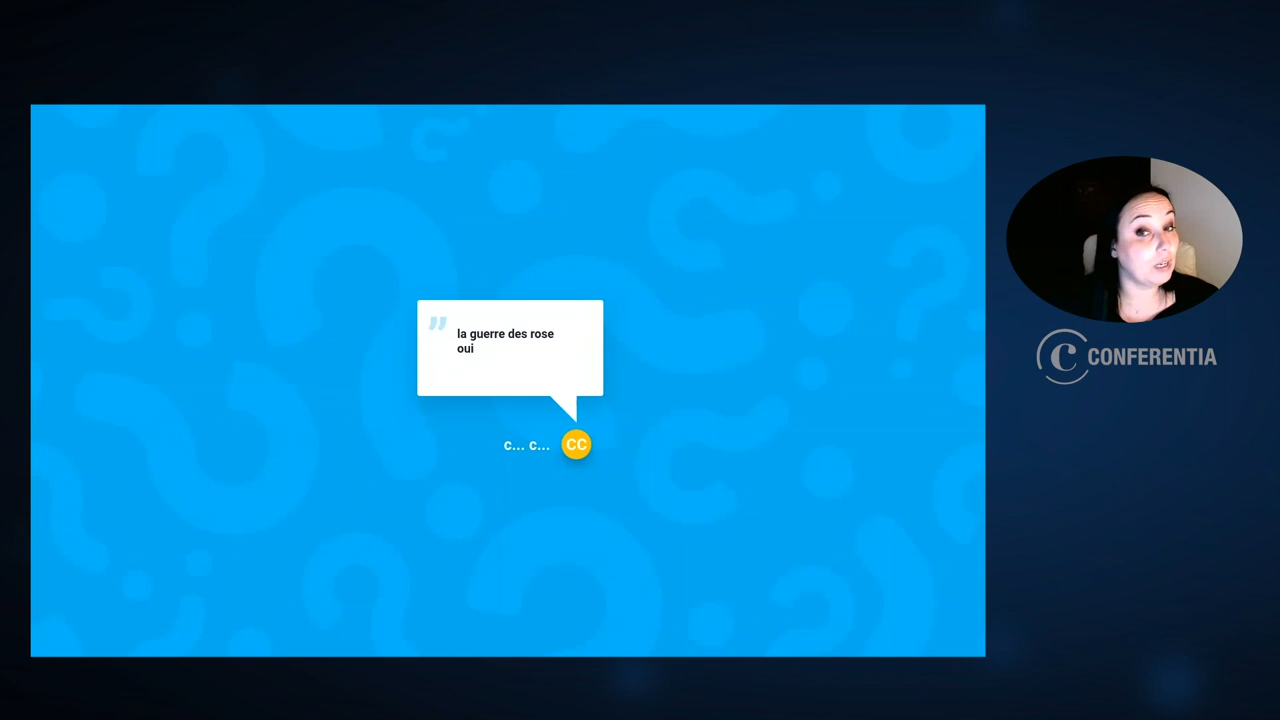 la guerre des rose
oui
c... c...
CC
C CONFERENTIA